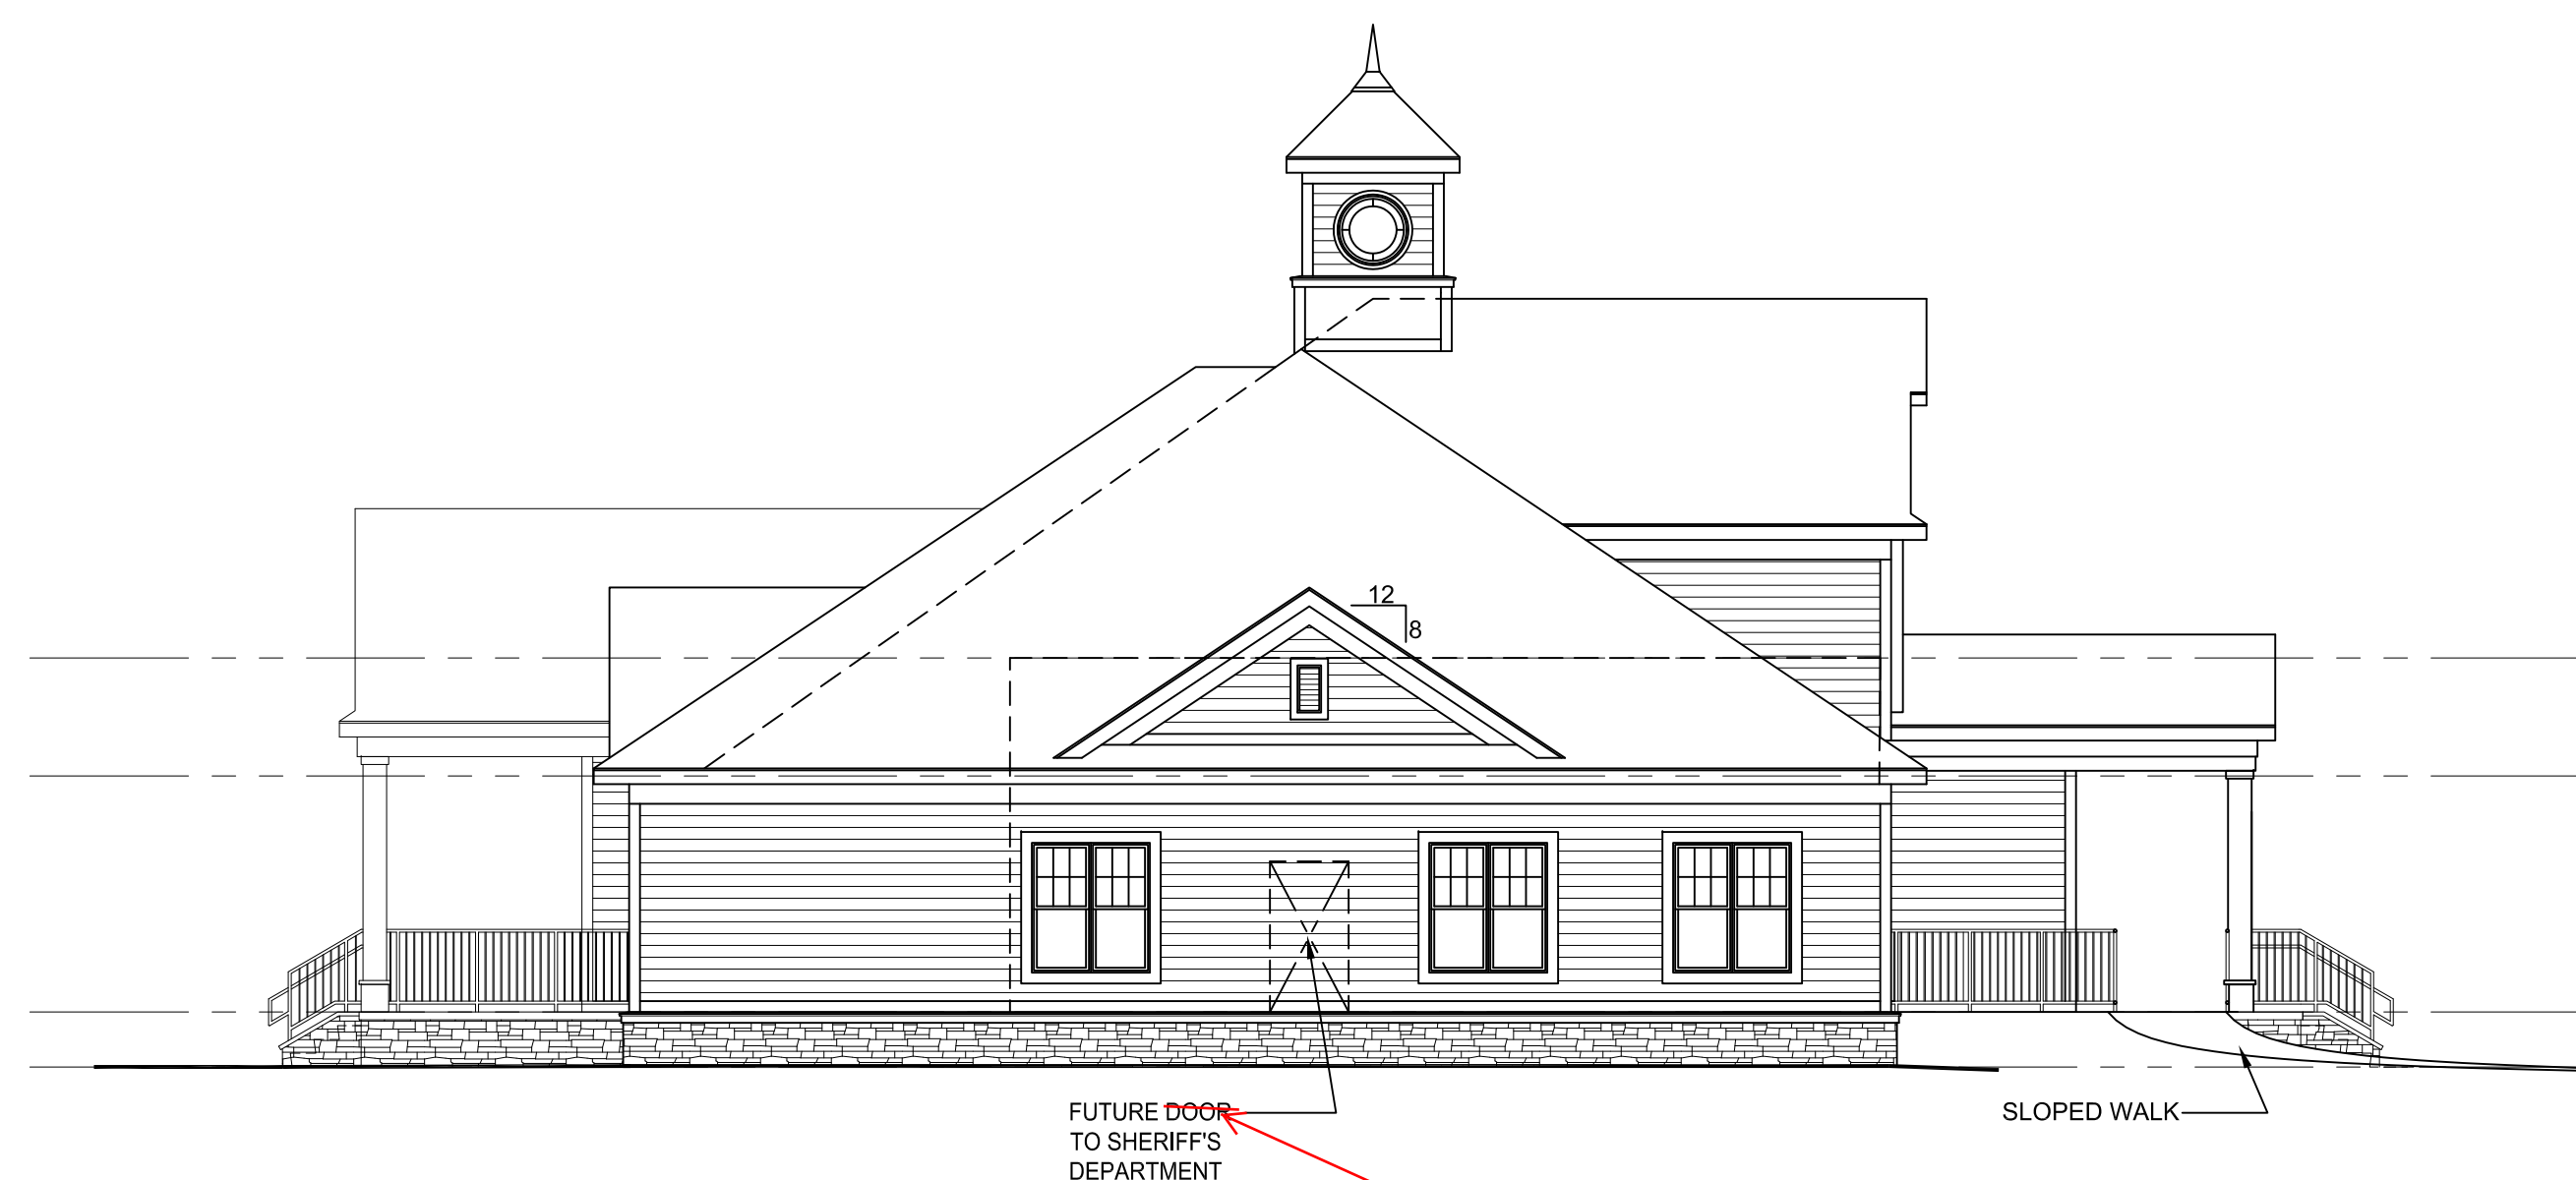 12
8
FUTURE DOOR
TO SHERIFF'S
DEPARTMENT
SLOPED WALK